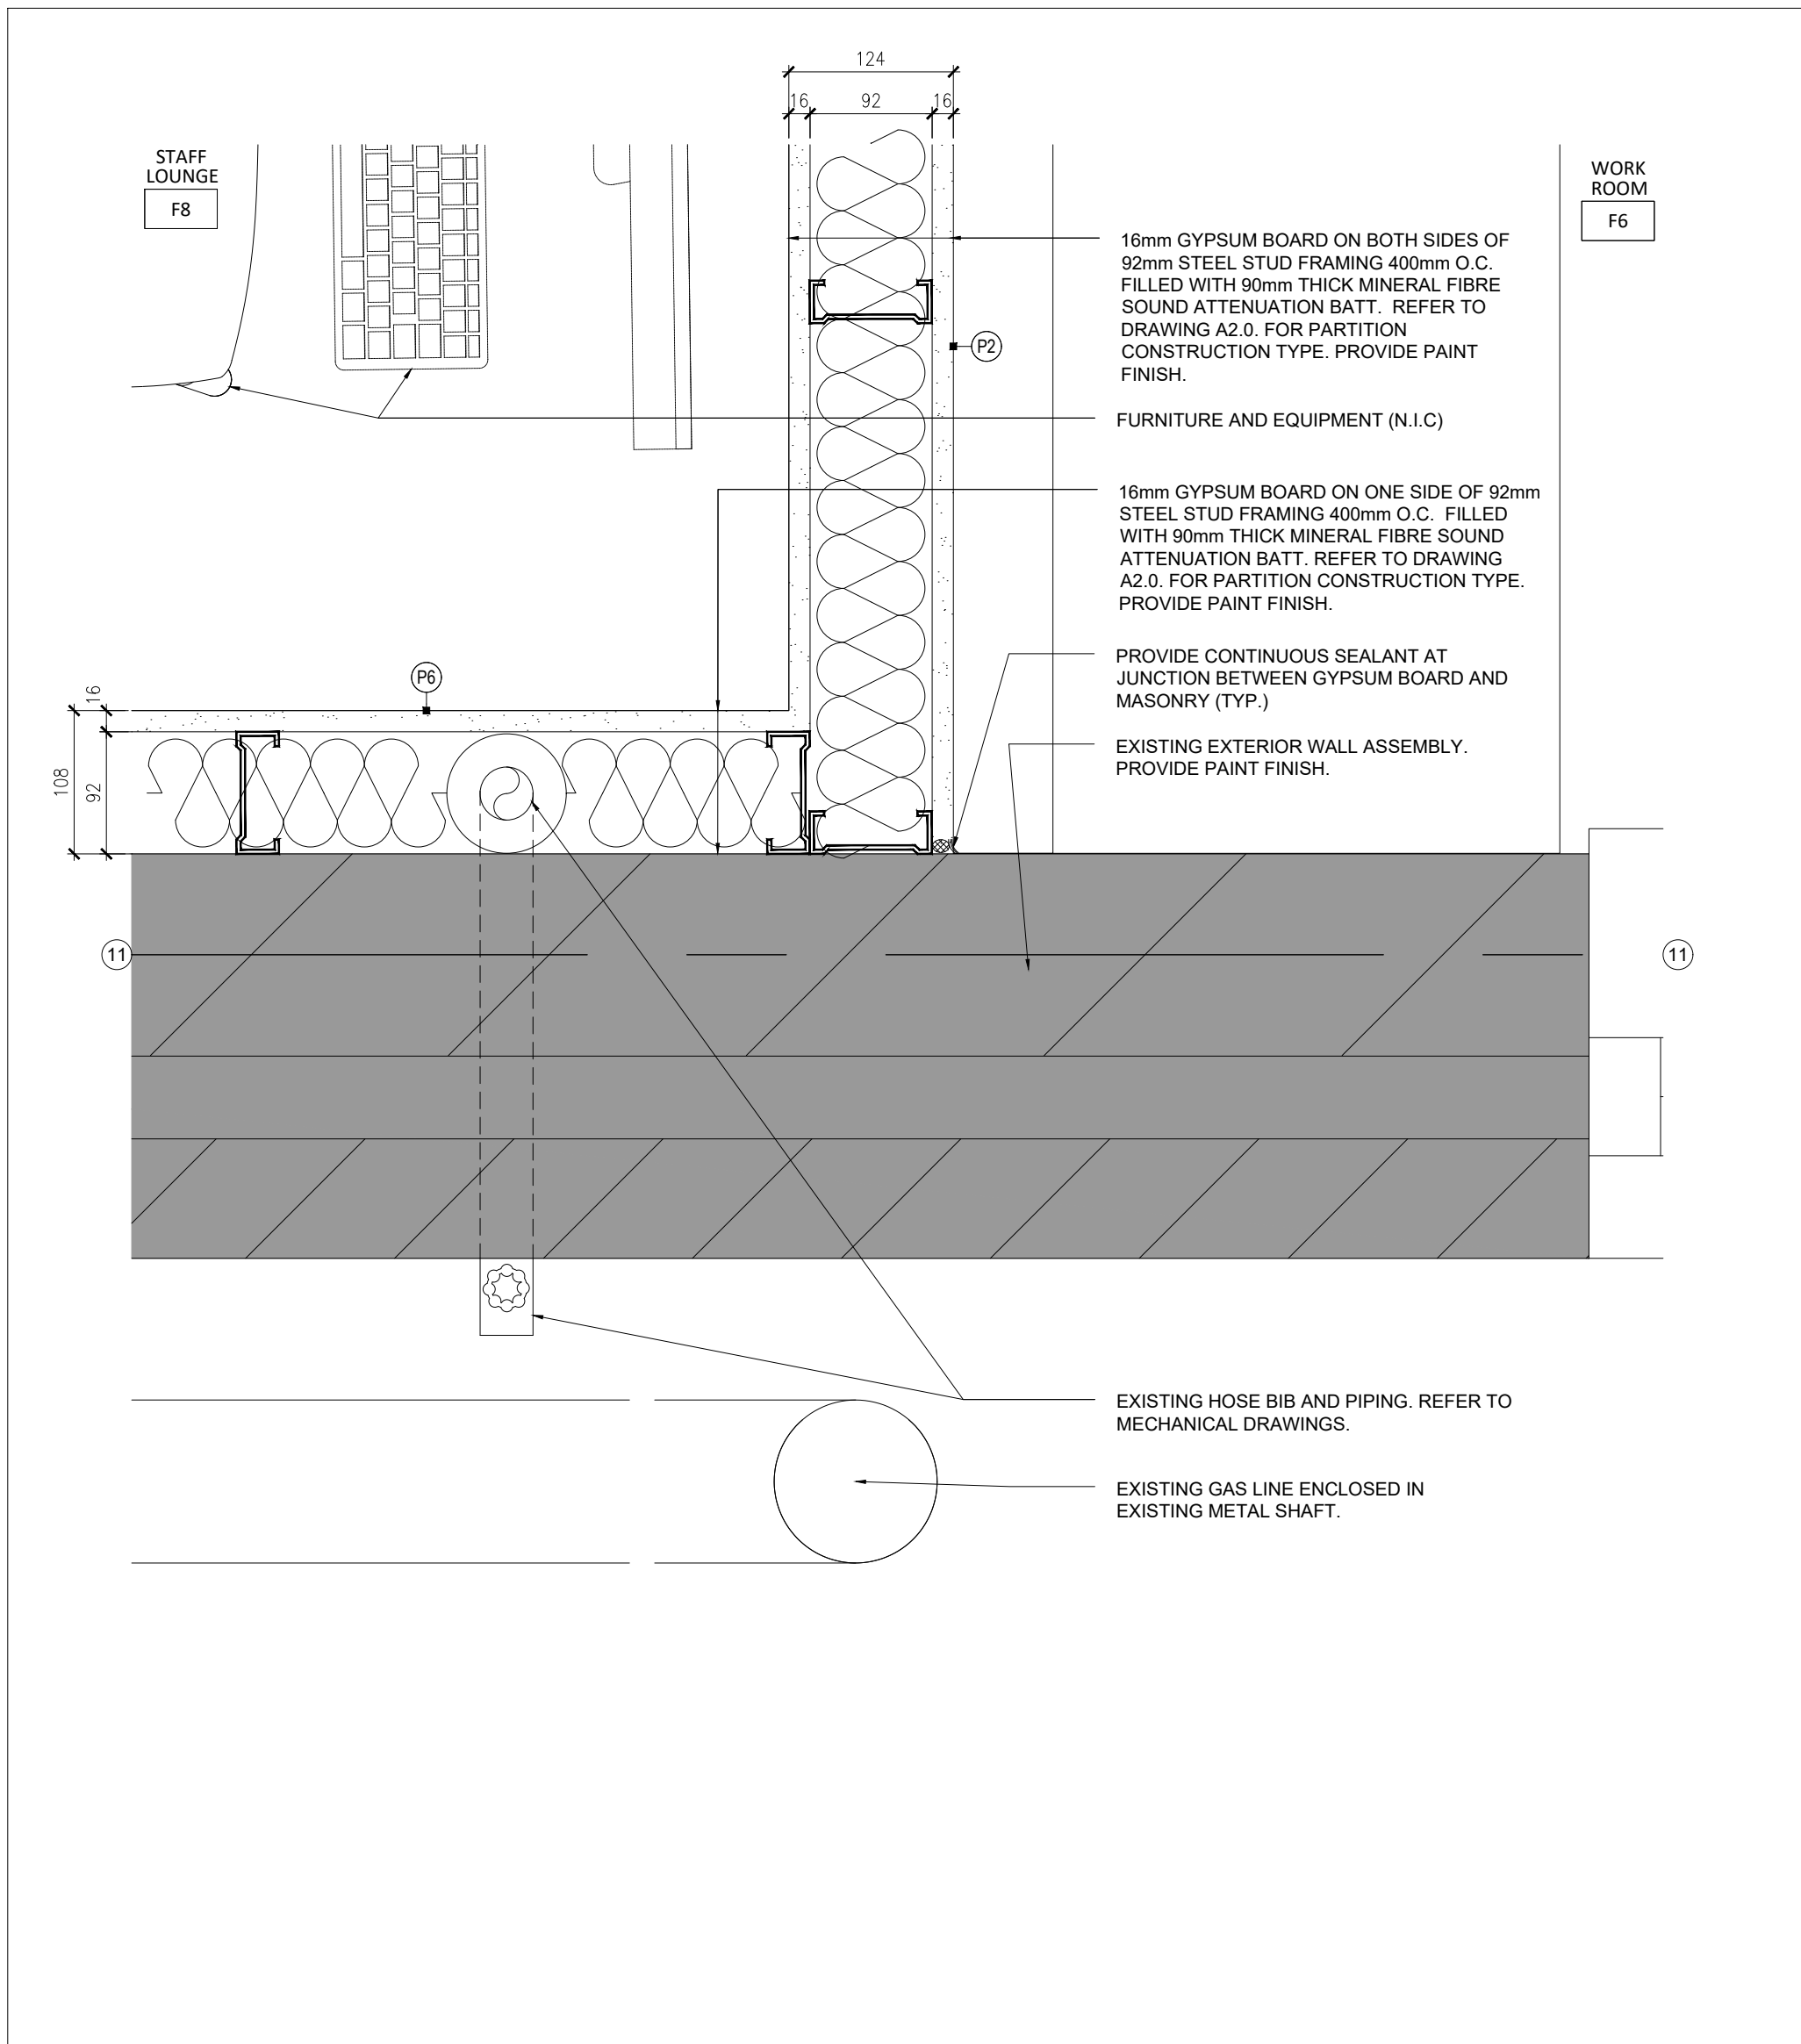 124
16
92
16
STAFF
LOUNGE
F8
WORK
ROOM
F6
16mm GYPSUM BOARD ON BOTH SIDES OF
92mm STEEL STUD FRAMING 400mm O.C.
FILLED WITH 90mm THICK MINERAL FIBRE
SOUND ATTENUATION BATT.  REFER TO
DRAWING A2.0. FOR PARTITION
CONSTRUCTION TYPE. PROVIDE PAINT
FINISH.
P2
FURNITURE AND EQUIPMENT (N.I.C)
16mm GYPSUM BOARD ON ONE SIDE OF 92mm
STEEL STUD FRAMING 400mm O.C.  FILLED
WITH 90mm THICK MINERAL FIBRE SOUND
ATTENUATION BATT. REFER TO DRAWING
A2.0. FOR PARTITION CONSTRUCTION TYPE.
PROVIDE PAINT FINISH.
P6
16
108
92
PROVIDE CONTINUOUS SEALANT AT
JUNCTION BETWEEN GYPSUM BOARD AND
MASONRY (TYP.)
EXISTING EXTERIOR WALL ASSEMBLY.
PROVIDE PAINT FINISH.
11
11
EXISTING HOSE BIB AND PIPING. REFER TO
MECHANICAL DRAWINGS.
EXISTING GAS LINE ENCLOSED IN
EXISTING METAL SHAFT.